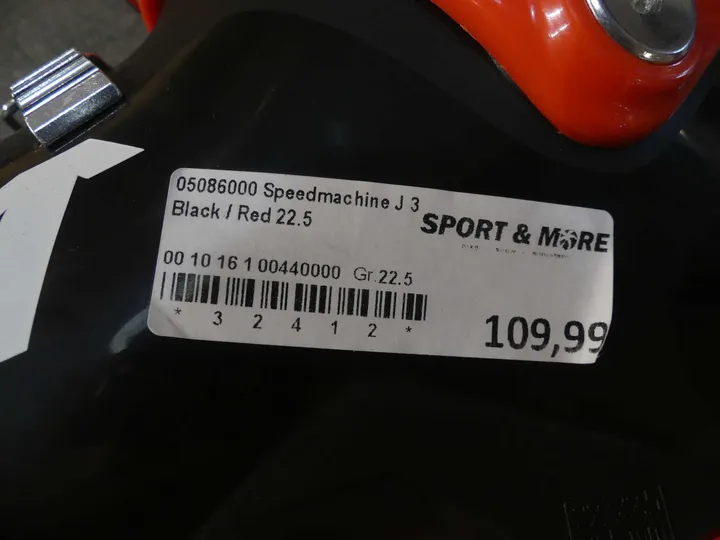 05086000 Speedmachine J 3
Black / Red 22.5
SPORT & MORE
00 10 16 1 00440000 Gr.22.5
* 3 2 4 1 2 *
109,99